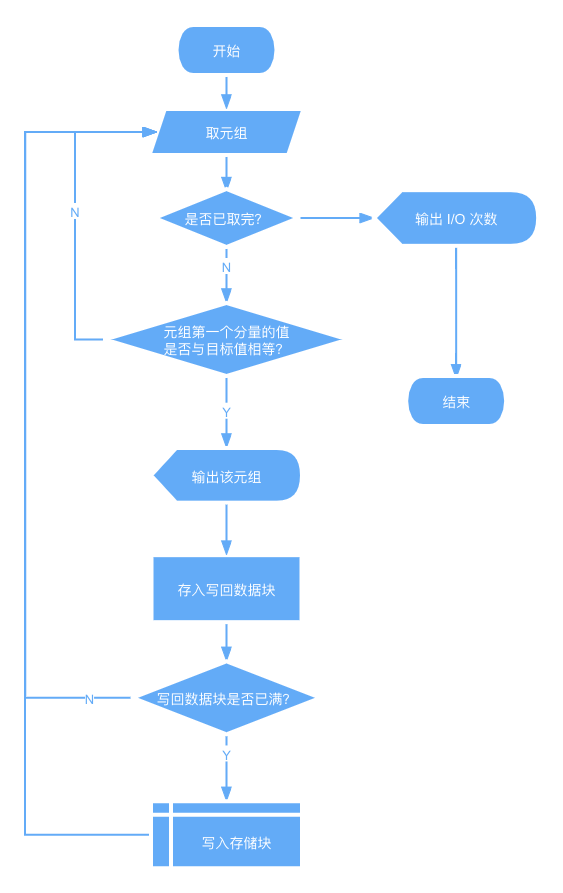 开始
取元组
是否已取完?
输出 I/O 次数
N
N
元组第一个分量的值
是否与目标值相等?
结束
Y
输出该元组
存入写回数据块
写回数据块是否已满?
N
Y
写入存储块